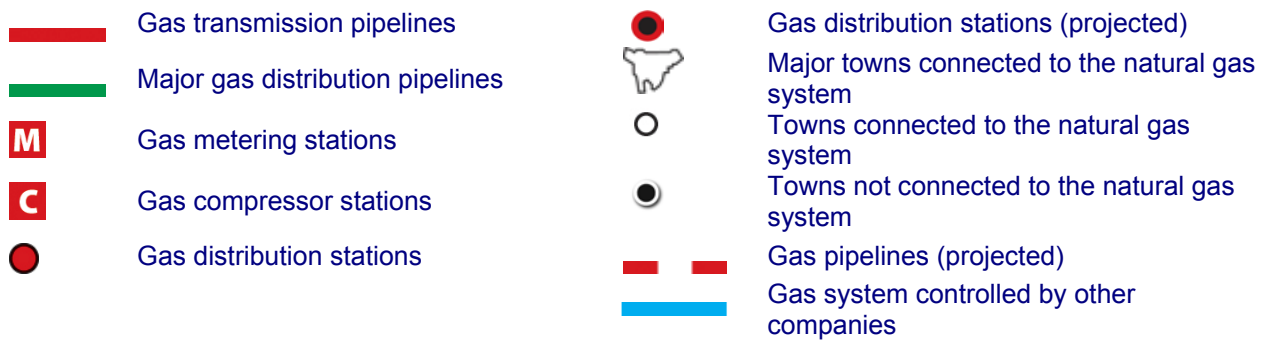 Gas transmission pipelines
Major gas distribution pipelines
M Gas metering stations
C Gas compressor stations
Gas distribution stations
Gas distribution stations (projected)
Major towns connected to the natural gas
system
Towns connected to the natural gas
system
Towns not connected to the natural gas
system
Gas pipelines (projected)
Gas system controlled by other
companies